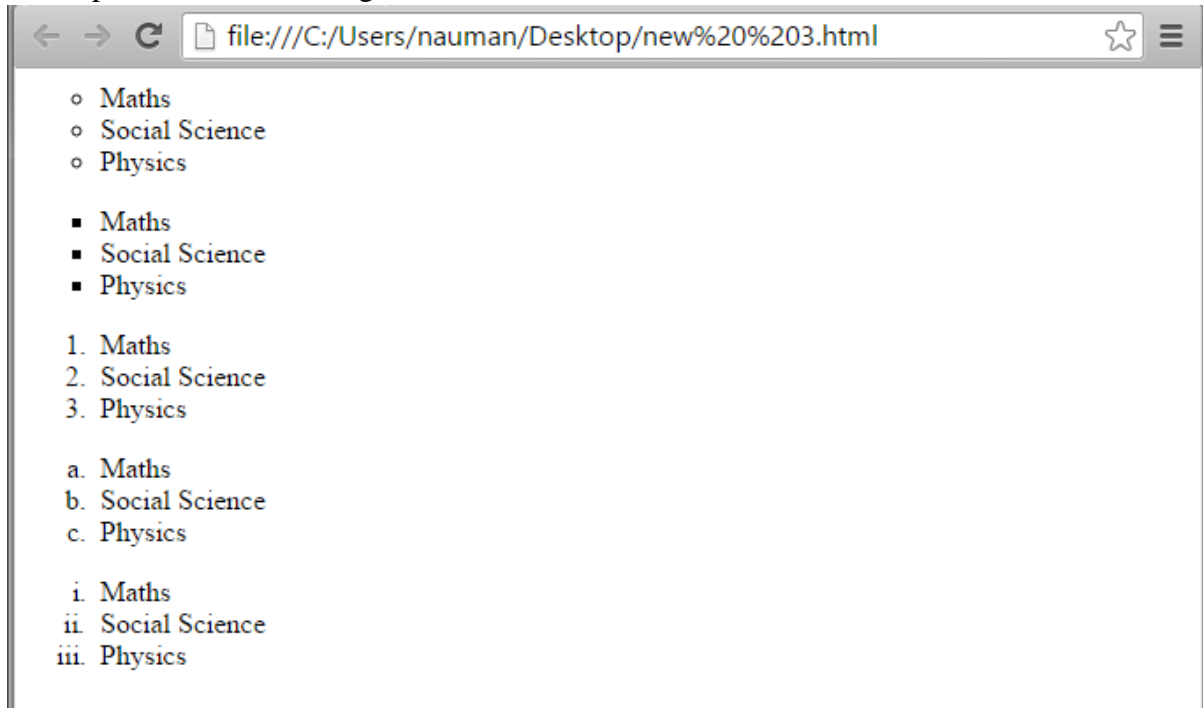 file:///C:/Users/nauman/Desktop/new%20%203.html
Maths
Social Science
Physics
Maths
Social Science
Physics
1. Maths
2. Social Science
3. Physics
a. Maths
b. Social Science
c. Physics
i. Maths
ii. Social Science
iii. Physics